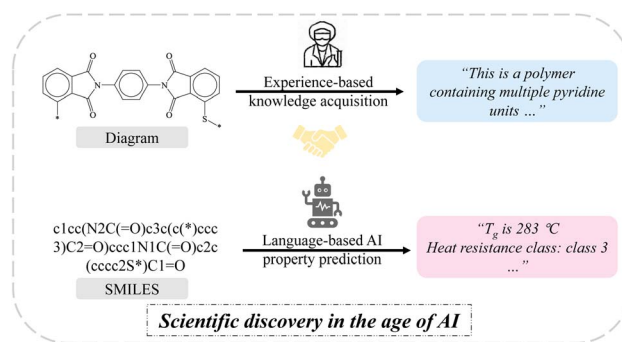 O
O
N
N
O
O
*
S
*
Diagram
Experience-based
knowledge acquisition
"This is a polymer
containing multiple pyridine
units ..."
c1cc(N2C(=O)c3c(c(*)ccc
3)C2=O)ccc1N1C(=O)c2c
(cccc2S*)C1=O
SMILES
Language-based AI
property prediction
"Tg is 283 ℃
Heat resistance class: class 3
..."
Scientific discovery in the age of AI